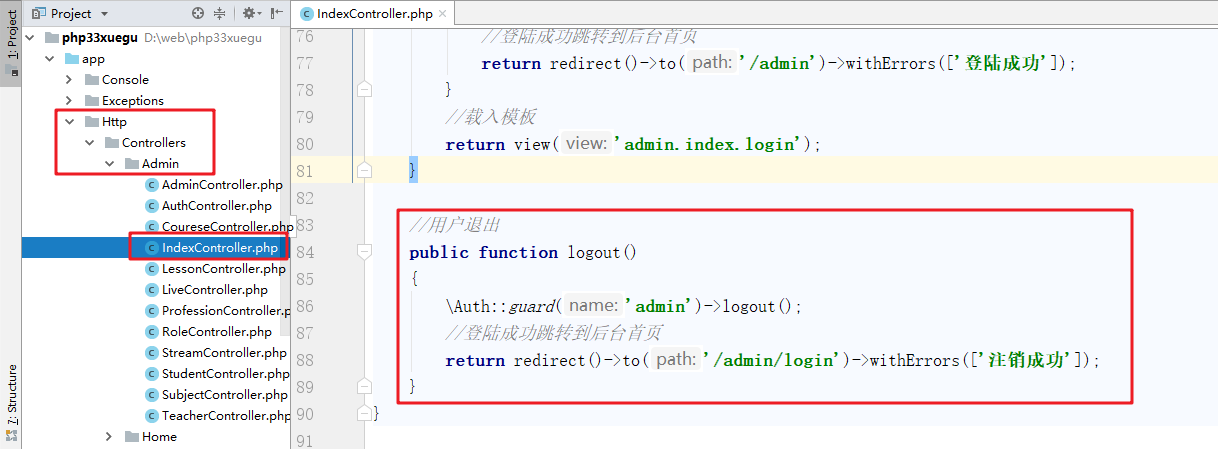 1: Project
7: Structure
Project
php33xuegu D:\web\php33xuegu
app
Console
Exceptions
Http
Controllers
Admin
AdminController.php
AuthController.php
CoureseController.php
IndexController.php
LessonController.php
LiveController.php
ProfessionController.p
RoleController.php
StreamController.php
StudentController.php
SubjectController.php
TeacherController.php
Home
IndexController.php
76 //登陆成功跳转到后台首页
77 return redirect()->to( path: '/admin')->withErrors(['登陆成功']);
78 }
79 //载入模板
80 return view( view: 'admin.index.login');
81 }
82
83 //用户退出
84 public function logout()
85 {
86 \Auth::guard( name: 'admin')->logout();
87 //登陆成功跳转到后台首页
88 return redirect()->to( path: '/admin/login')->withErrors(['注销成功']);
89 }
90 }
91